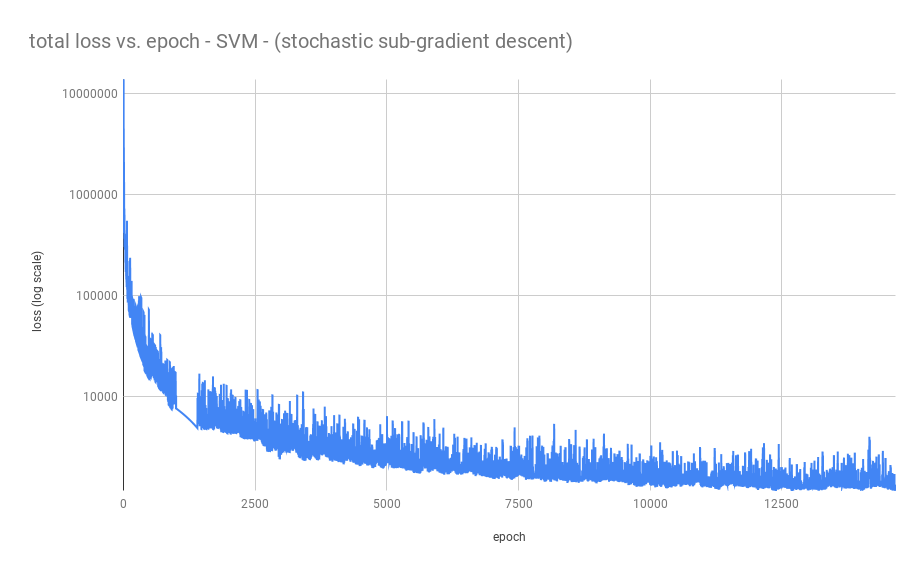 total loss vs. epoch - SVM - (stochastic sub-gradient descent)
10000000
1000000
100000
10000
loss (log scale)
0 2500 5000 7500 10000 12500
epoch